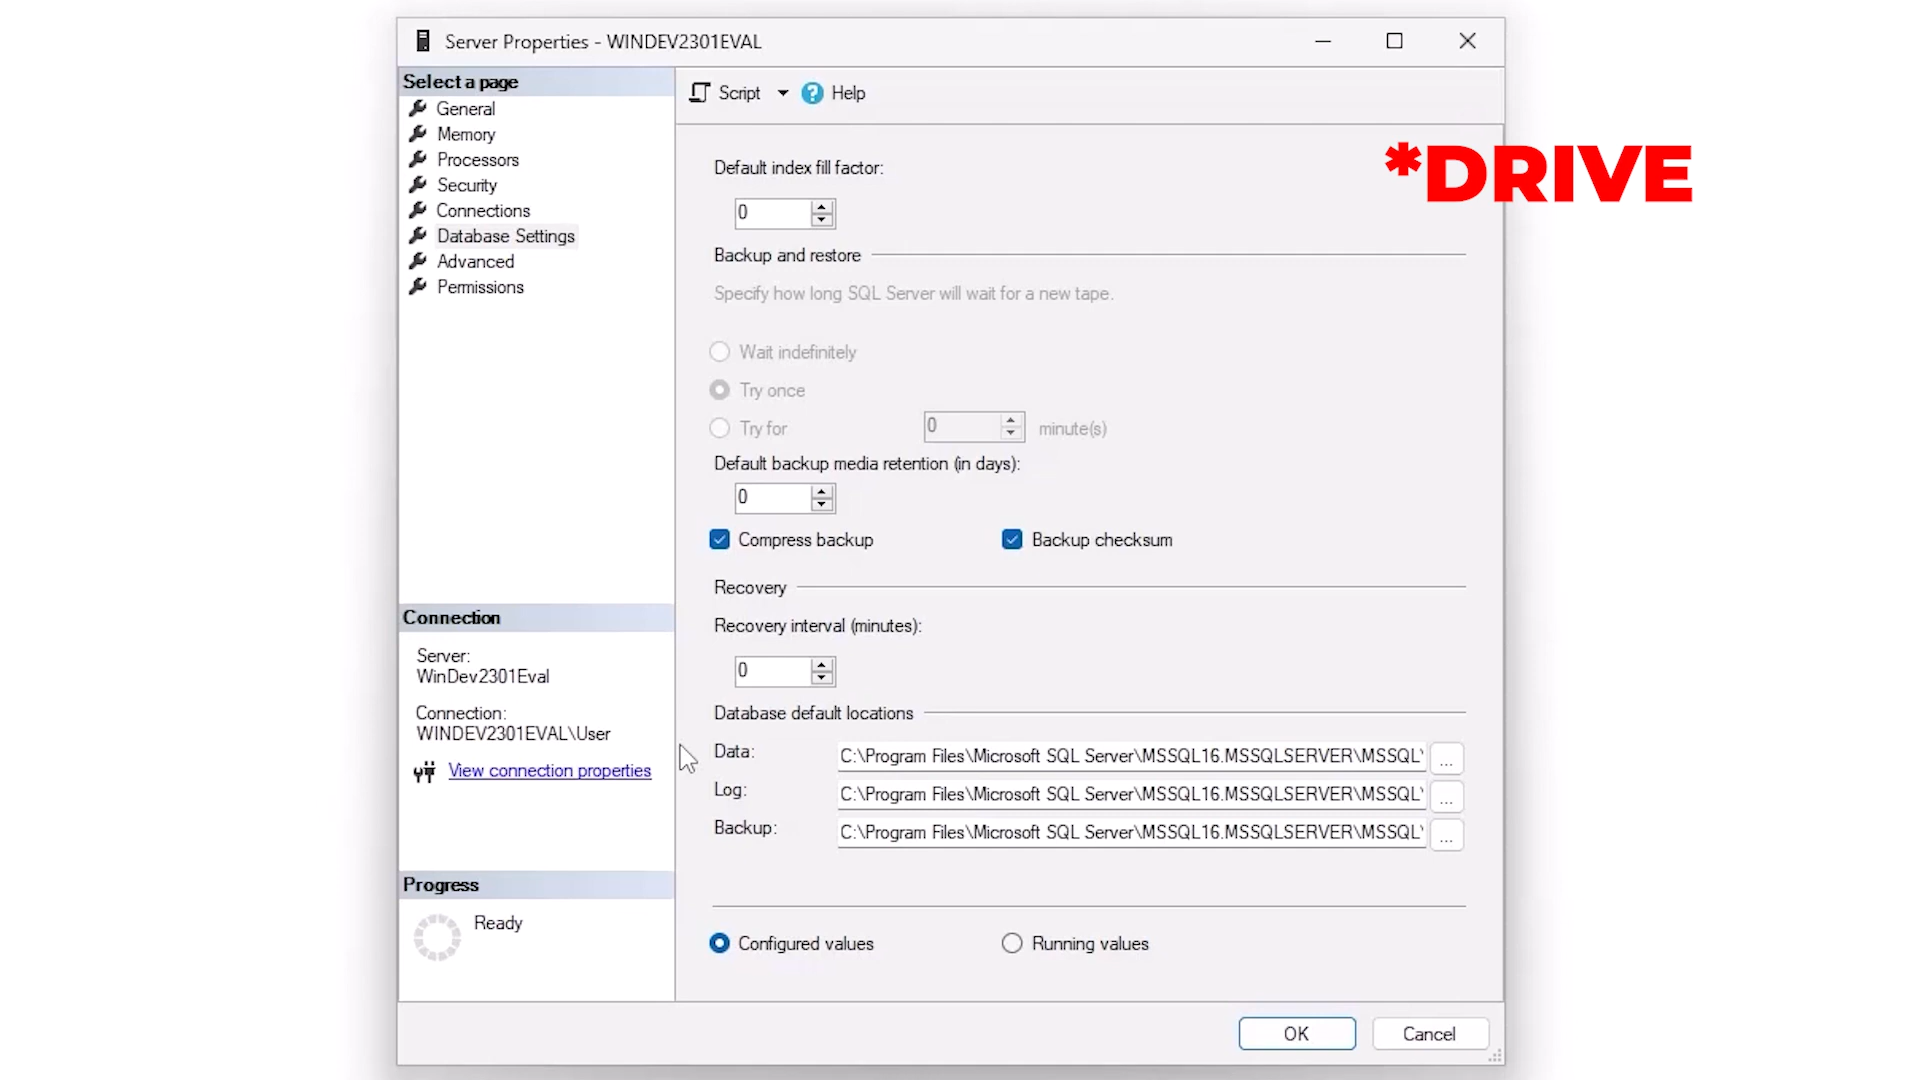 Server Properties - WINDEV2301EVAL
Select a page
General
Memory
Processors
Security
Connections
Database Settings
Advanced
Permissions
Script
Help
*DRIVE
Default index fill factor:
0
Backup and restore
Specify how long SQL Server will wait for a new tape.
Wait indefinitely
Try once
Try for 0 minute(s)
Default backup media retention (in days):
0
Compress backup
Backup checksum
Recovery
Recovery interval (minutes):
0
Database default locations
Data: C:\Program Files\Microsoft SQL Server\MSSQL16.MSSQLSERVER\MSSQL\ ...
Log: C:\Program Files\Microsoft SQL Server\MSSQL16.MSSQLSERVER\MSSQL\ ...
Backup: C:\Program Files\Microsoft SQL Server\MSSQL16.MSSQLSERVER\MSSQL\ ...
Configured values
Running values
Connection
Server:
WinDev2301Eval
Connection:
WINDEV2301EVAL\User
View connection properties
Progress
Ready
OK
Cancel